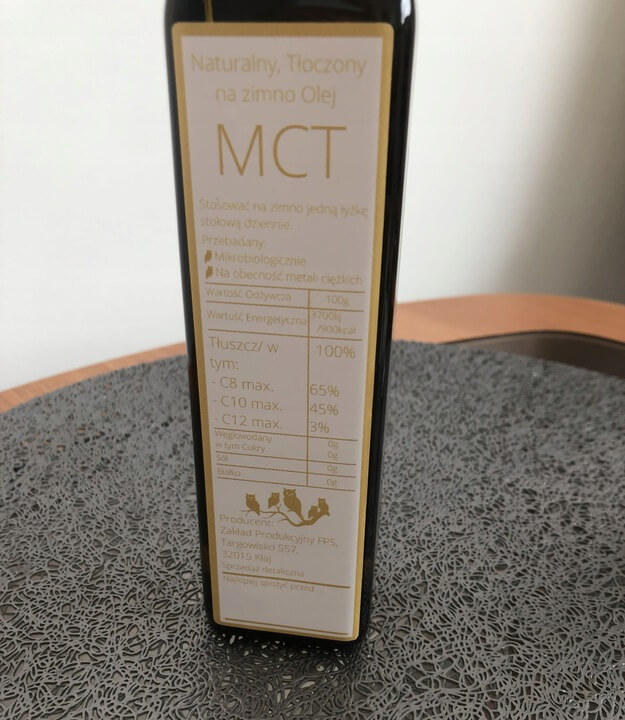 Naturalny, Tłoczony
na zimno Olej
MCT
Stosować na zimno jedną łyżkę
stołową dziennie.
Przebadany:
Mikrobiologicznie
Na obecność metali ciężkich
Wartość Odżywcza 100g
Wartość Energetyczna 3700kj
/900kcal
Tłuszcz/ w 100%
tym:
- C8 max. 65%
- C10 max. 45%
- C12 max. 3%
Węglowodany 0g
w tym Cukry 0g
Sól 0g
Białko 0g
Producent:
Zakład Produkcyjny FPS,
Targowisko 557,
32015 Kłaj
Sprzedaż detaliczna
Najlepiej spożyć przed